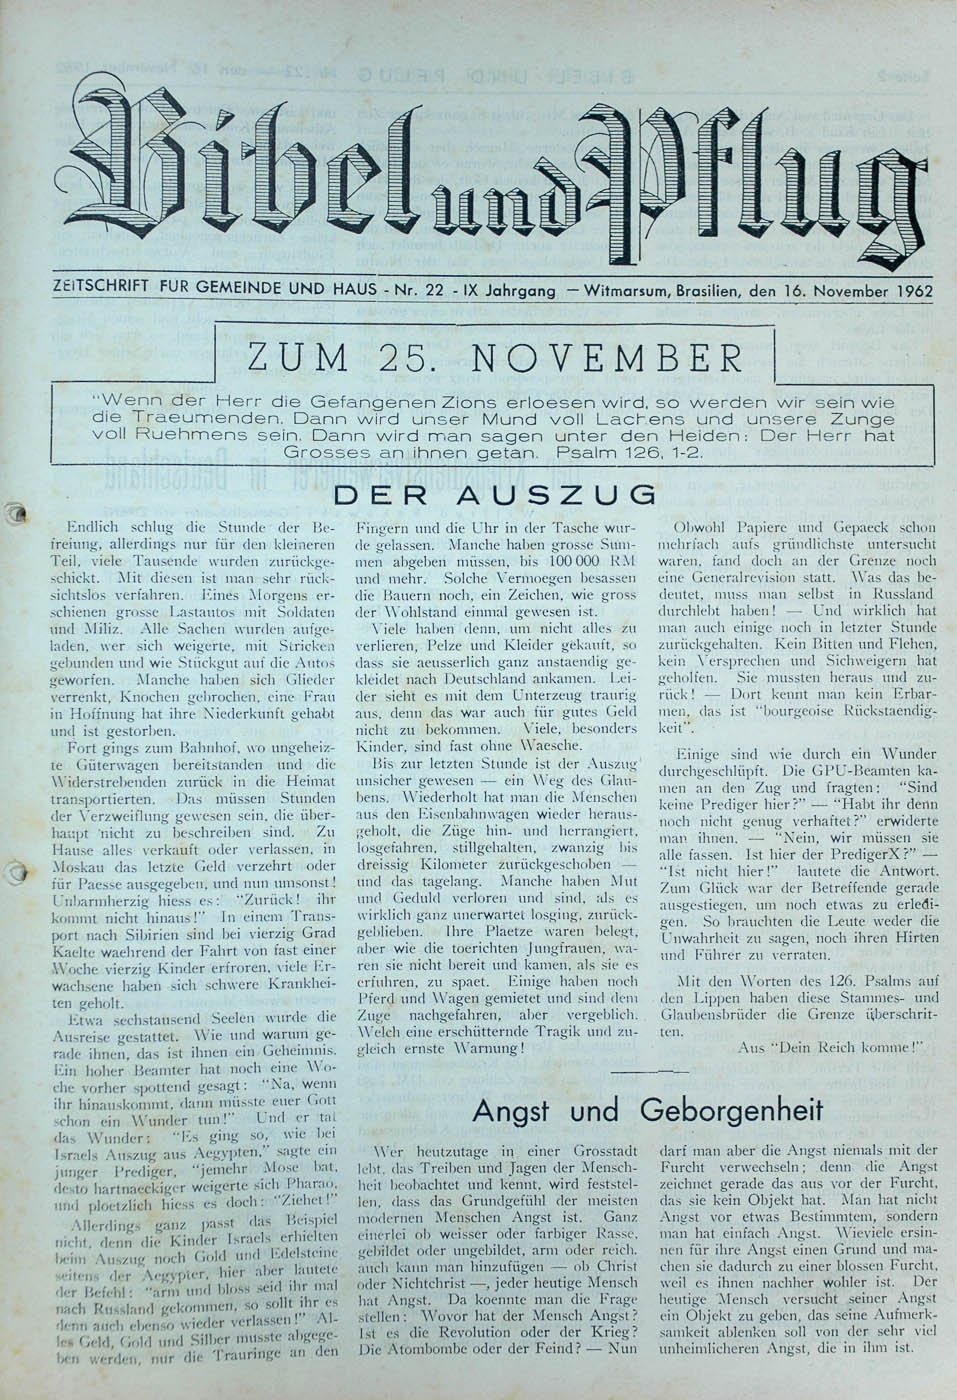 Bibel und Pflug
ZEITSCHRIFT FUR GEMEINDE UND HAUS - Nr. 22 - IX Jahrgang — Witmarsum, Brasilien, den 16. November 1962
ZUM 25. NOVEMBER
"Wenn der Herr die Gefangenen Zions erloesen wird, so werden wir sein wie
die Traeumenden. Dann wird unser Mund voll Lachens und unsere Zunge
voll Ruehmens sein. Dann wird man sagen unter den Heiden: Der Herr hat
Grosses an ihnen getan. Psalm 126, 1-2.
DER AUSZUG
Endlich schlug die Stunde der Be-
freiung, allerdings nur für den kleineren
Teil, viele Tausende wurden zurückge-
schickt. Mit diesen ist man sehr rück-
sichtslos verfahren. Eines Morgens er-
schienen grosse Lastautos mit Soldaten
und Miliz. Alle Sachen wurden aufge-
laden, wer sich weigerte, mit Stricken
gebunden und wie Stückgut auf die Autos
geworfen. Manche haben sich Glieder
verrenkt, Knochen gebrochen, eine Frau
in Hoffnung hat ihre Niederkunft gehabt
und ist gestorben.
Fort gings zum Bahnhof, wo ungeheiz-
te Güterwagen bereitstanden und die
Widerstrebenden zurück in die Heimat
transportierten. Das müssen Stunden
der Verzweiflung gewesen sein, die über-
haupt nicht zu beschreiben sind. Zu
Hause alles verkauft oder verlassen, in
Moskau das letzte Geld verzehrt oder
für Paesse ausgegeben, und nun umsonst!
Unbarmherzig hiess es: "Zurück! ihr
kommt nicht hinaus!" In einem Trans-
port nach Sibirien sind bei vierzig Grad
Kaelte waehrend der Fahrt von fast einer
Woche vierzig Kinder erfroren, viele Er-
wachsene haben sich schwere Krankhei-
ten geholt.
Etwa sechstausend Seelen wurde die
Ausreise gestattet. Wie und warum ge-
rade ihnen, das ist ihnen ein Geheimnis.
Ein hoher Beamter hat noch eine Wo-
che vorher spottend gesagt: "Na, wenn
ihr hinauskommt, dann müsste euer Gott
schon ein Wunder tun!" Und er tat
das Wunder: "Es ging so, wie bei
Israels Auszug aus Aegypten," sagte ein
junger Prediger, "jemehr Mose bat,
desto hartnaeckiger weigerte sich Pharao,
und ploetzlich hiess es doch: "Ziehet!"
Allerdings ganz passt das Beispiel
nicht, denn die Kinder Israels erhielten
beim Auszug noch Gold und Edelsteine
seitens der Aegypter, hier aber lautete
der Befehl: "arm und bloss seid ihr mal
nach Russland gekommen, so sollt ihr es
denn auch ebenso wieder verlassen!" Al-
les Geld, Gold und Silber musste abgege-
ben werden, nur die Trauringe an den
Fingern und die Uhr in der Tasche wur-
de gelassen. Manche haben grosse Sum-
men abgeben müssen, bis 100 000 RM
und mehr. Solche Vermoegen besassen
die Bauern noch, ein Zeichen, wie gross
der Wohlstand einmal gewesen ist.
Viele haben denn, um nicht alles zu
verlieren, Pelze und Kleider gekauft, so
dass sie aeusserlich ganz anstaendig ge-
kleidet nach Deutschland ankamen. Lei-
der sieht es mit dem Unterzeug traurig
aus, denn das war auch für gutes Geld
nicht zu bekommen. Viele, besonders
Kinder, sind fast ohne Waesche.
Bis zur letzten Stunde ist der Auszug
unsicher gewesen — ein Weg des Glau-
bens. Wiederholt hat man die Menschen
aus den Eisenbahnwagen wieder heraus-
geholt, die Züge hin- und herrangiert,
losgefahren, stillgehalten, zwanzig bis
dreissig Kilometer zurückgeschoben —
und das tagelang. Manche haben Mut
und Geduld verloren und sind, als es
wirklich ganz unerwartet losging, zurück-
geblieben. Ihre Plaetze waren belegt,
aber wie die toerichten Jungfrauen, wa-
ren sie nicht bereit und kamen, als sie es
erfuhren, zu spaet. Einige haben noch
Pferd und Wagen gemietet und sind dem
Zuge nachgefahren, aber vergeblich.
Welch eine erschütternde Tragik und zu-
gleich ernste Warnung!
Obwohl Papiere und Gepaeck schon
mehrfach aufs gründlichste untersucht
waren, fand doch an der Grenze noch
eine Generalrevision statt. Was das be-
deutet, muss man selbst in Russland
durchlebt haben! — Und wirklich hat
man auch einige noch in letzter Stunde
zurückgehalten. Kein Bitten und Flehen,
kein Versprechen und Sichweigern hat
geholfen. Sie mussten heraus und zu-
rück! — Dort kennt man kein Erbar-
men, das ist "bourgeoise Rückstaendig-
keit".
Einige sind wie durch ein Wunder
durchgeschlüpft. Die GPU-Beamten ka-
men an den Zug und fragten: "Sind
keine Prediger hier?" — "Habt ihr denn
noch nicht genug verhaftet?" erwiderte
man ihnen. — "Nein, wir müssen sie
alle fassen. Ist hier der PredigerX?" —
"Ist nicht hier!" lautete die Antwort.
Zum Glück war der Betreffende gerade
ausgestiegen, um noch etwas zu erledi-
gen. So brauchten die Leute weder die
Unwahrheit zu sagen, noch ihren Hirten
und Führer zu verraten.
Mit den Worten des 126. Psalms auf
den Lippen haben diese Stammes- und
Glaubensbrüder die Grenze überschrit-
ten.
Aus "Dein Reich komme!"
Angst und Geborgenheit
Wer heutzutage in einer Grosstadt
lebt, das Treiben und Jagen der Mensch-
heit beobachtet und kennt, wird feststel-
len, dass das Grundgefühl der meisten
modernen Menschen Angst ist. Ganz
einerlei ob weisser oder farbiger Rasse,
gebildet oder ungebildet, arm oder reich,
auch kann man hinzufügen — ob Christ
oder Nichtchrist —, jeder heutige Mensch
hat Angst. Da koennte man die Frage
stellen: Wovor hat der Mensch Angst?
Ist es die Revolution oder der Krieg?
Die Atombombe oder der Feind? — Nun
darf man aber die Angst niemals mit der
Furcht verwechseln; denn die Angst
zeichnet gerade das aus vor der Furcht,
das sie kein Objekt hat. Man hat nicht
Angst vor etwas Bestimmtem, sondern
man hat einfach Angst. Wieviele ersin-
nen für ihre Angst einen Grund und ma-
chen sie dadurch zu einer blossen Furcht,
weil es ihnen nachher wohler ist. Der
heutige Mensch versucht seiner Angst
ein Objekt zu geben, das seine Aufmerk-
samkeit ablenken soll von der sehr viel
unheimlicheren Angst, die in ihm ist.